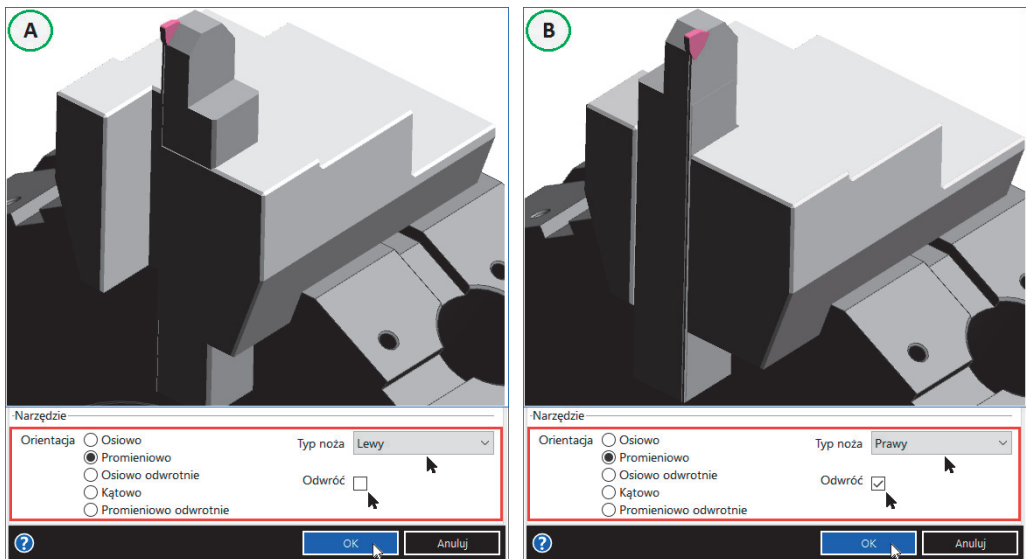 A
Narzędzie
Orientacja
Osiowo
Promieniowo
Osiowo odwrotnie
Kątowo
Promieniowo odwrotnie
Typ noża Lewy
Odwróć
?
OK Anuluj
B
Narzędzie
Orientacja
Osiowo
Promieniowo
Osiowo odwrotnie
Kątowo
Promieniowo odwrotnie
Typ noża Prawy
Odwróć
?
OK Anuluj